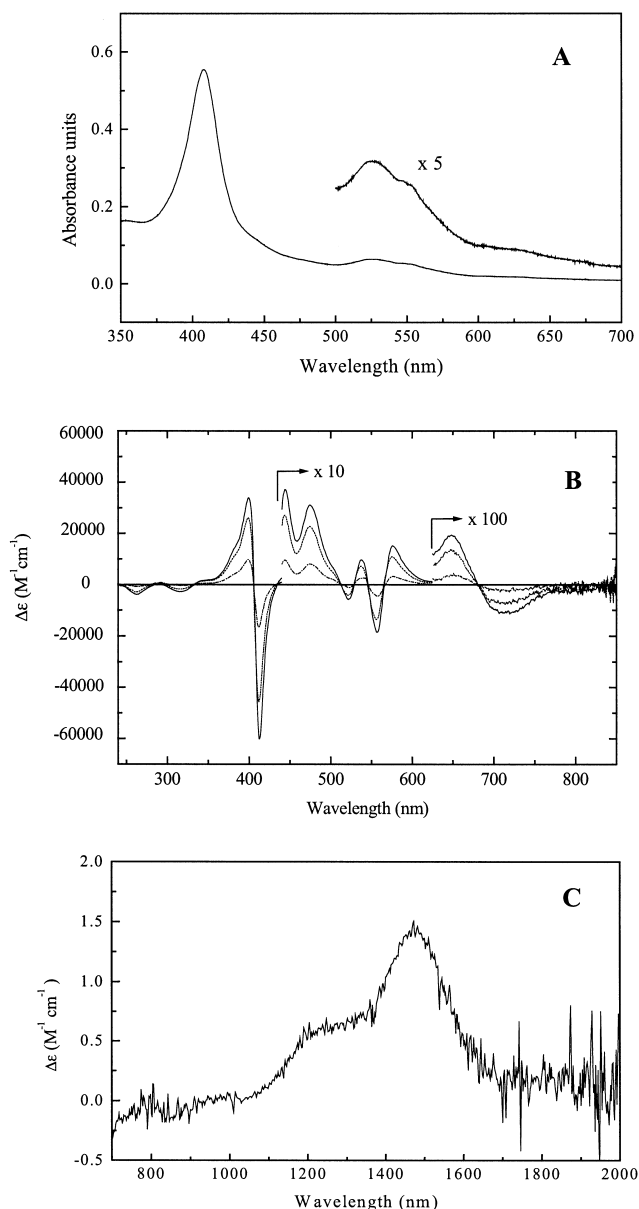 A
0.6
0.4
0.2
0.0
Absorbance units
x 5
350 400 450 500 550 600 650 700
Wavelength (nm)
B
60000
40000
20000
0
-20000
-40000
-60000
Δε (M⁻¹cm⁻¹)
x 10
x 100
300 400 500 600 700 800
Wavelength (nm)
C
2.0
1.5
1.0
0.5
0.0
-0.5
Δε (M⁻¹ cm⁻¹)
800 1000 1200 1400 1600 1800 2000
Wavelength (nm)